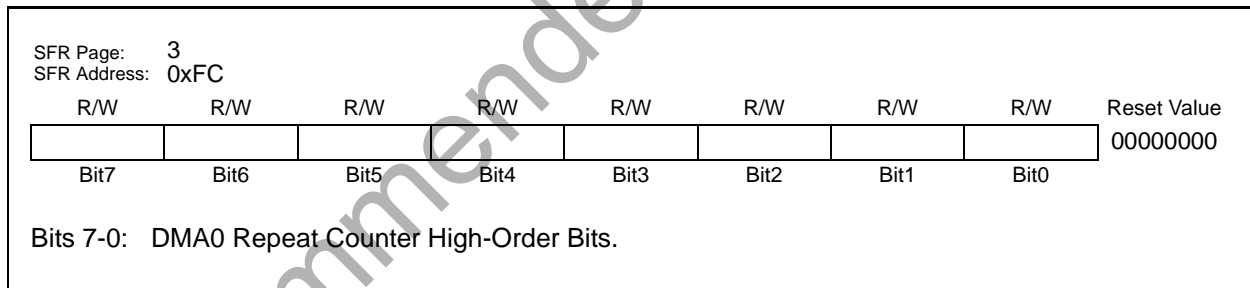 SFR Page: 3
SFR Address: 0xFC
R/W R/W R/W R/W R/W R/W R/W R/W Reset Value
00000000
Bit7 Bit6 Bit5 Bit4 Bit3 Bit2 Bit1 Bit0
Bits 7-0: DMA0 Repeat Counter High-Order Bits.